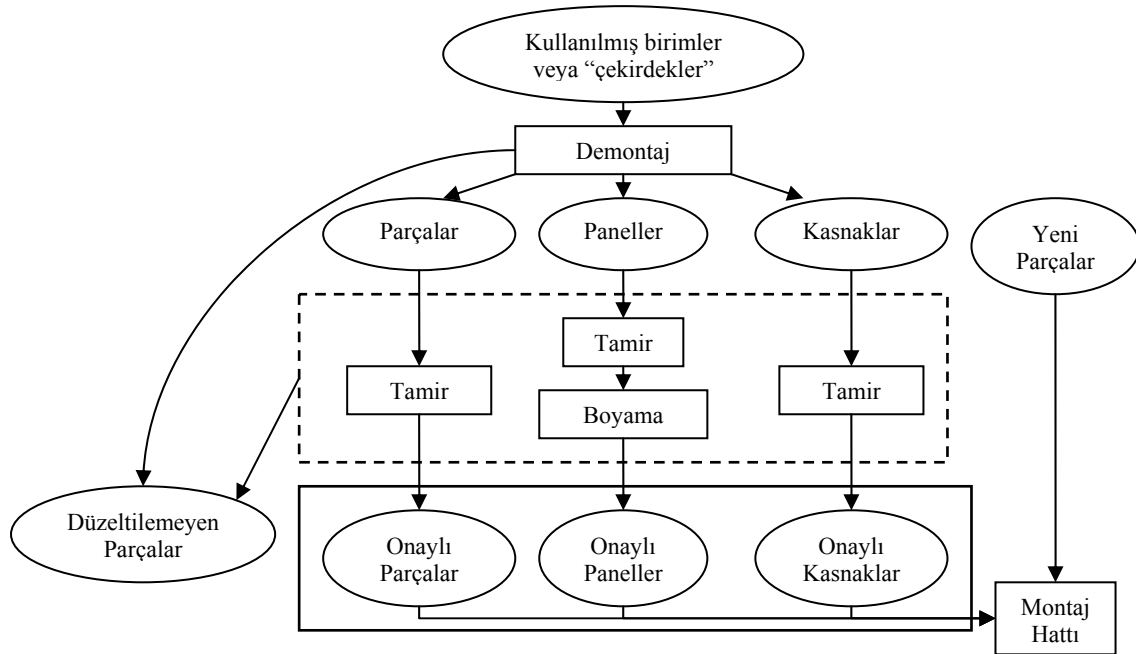 Kullanılmış birimler
veya “çekirdekler”
Demontaj
Parçalar
Paneller
Kasnaklar
Yeni
Parçalar
Tamir
Tamir
Tamir
Boyama
Düzeltilemeyen
Parçalar
Onaylı
Parçalar
Onaylı
Paneller
Onaylı
Kasnaklar
Montaj
Hattı